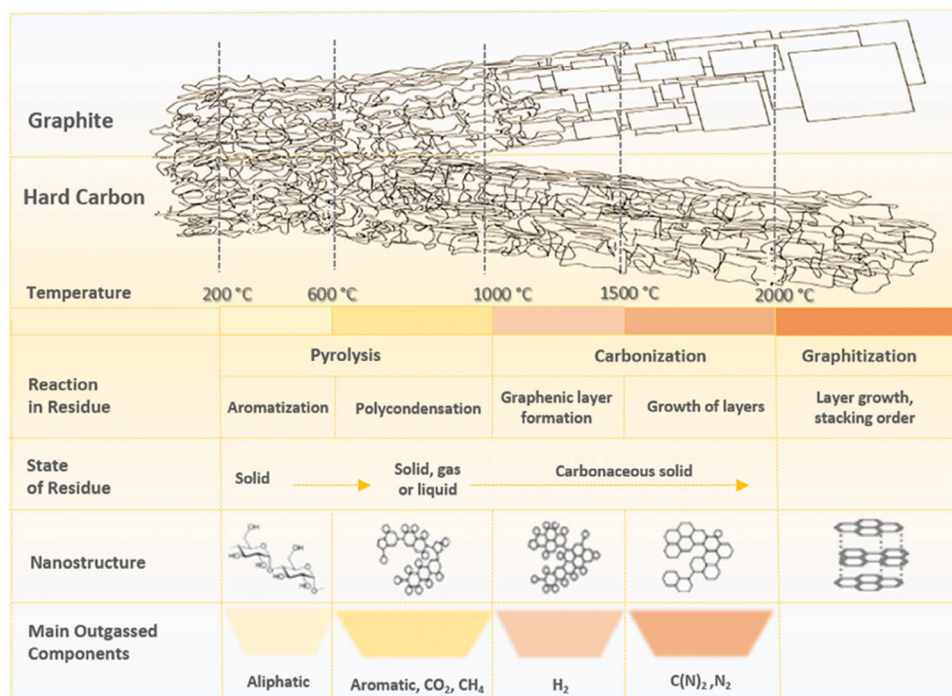 Graphite
Hard Carbon
Temperature
200 °C
600 °C
1000 °C
1500 °C
2000 °C
Pyrolysis
Carbonization
Graphitization
Reaction
in Residue
Aromatization
Polycondensation
Graphenic layer
formation
Growth of layers
Layer growth,
stacking order
State
of Residue
Solid
Solid, gas
or liquid
Carbonaceous solid
Nanostructure
Main Outgassed
Components
Aliphatic
Aromatic, CO₂, CH₄
H₂
C(N)₂ ,N₂